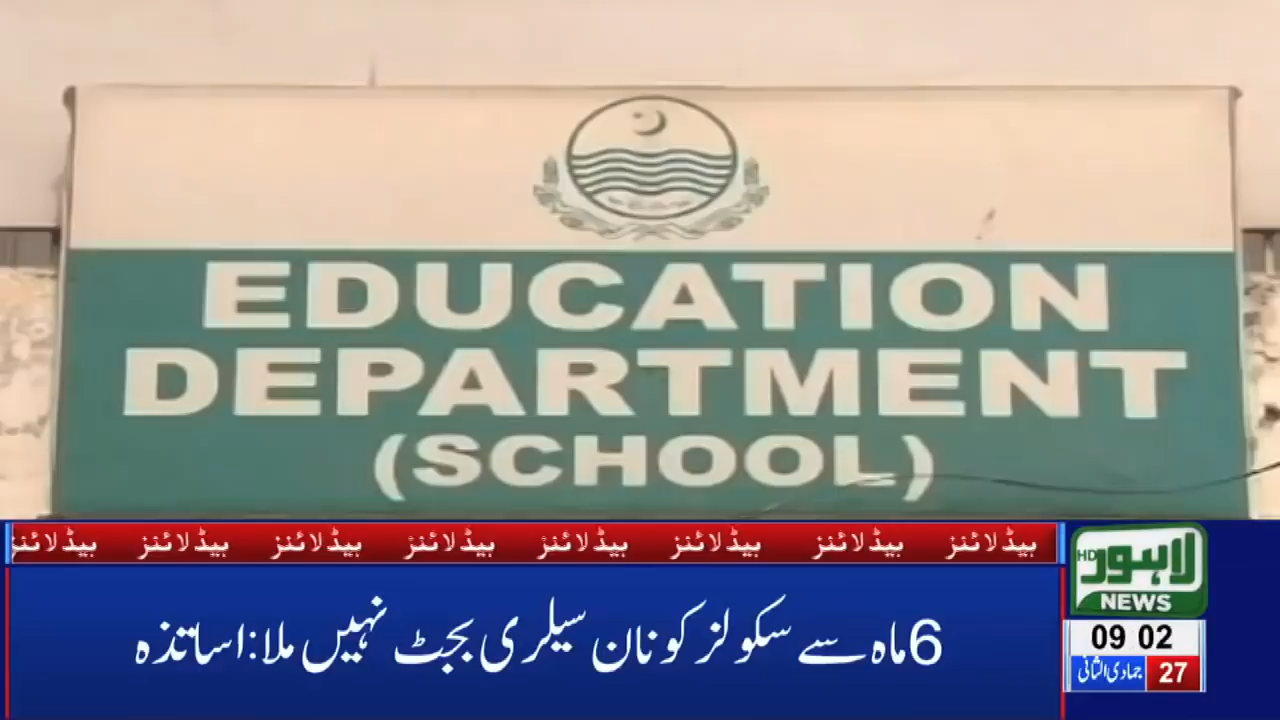 EDUCATION
DEPARTMENT
(SCHOOL)
ہیڈلائنز ہیڈلائنز ہیڈلائنز ہیڈلائنز ہیڈلائنز ہیڈلائنز ہیڈلائنز ہیڈلائنز
6 ماہ سے سکولز کو نان سیلری بجٹ نہیں ملا: اساتذہ
لاہور HD
NEWS
09 02
27 جمادی الثانی